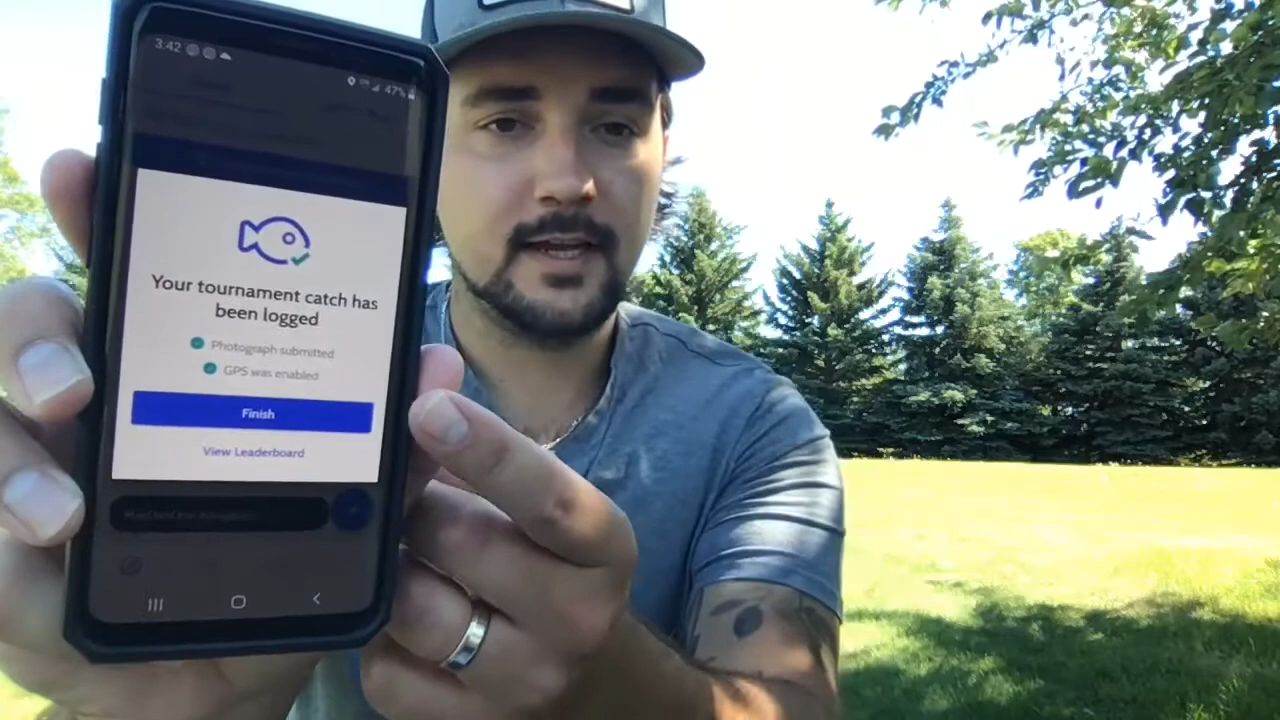 3:42
47%
Your tournament catch has
been logged
Photograph submitted
GPS was enabled
Finish
View Leaderboard